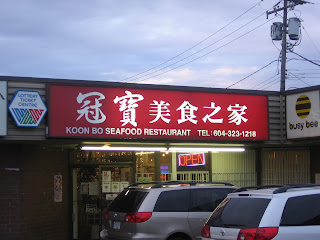 LOTTERY
TICKET
CENTRE
冠寶美食之家
KOON BO SEAFOOD RESTAURANT TEL: 604-323-1218
busy bee
OPEN